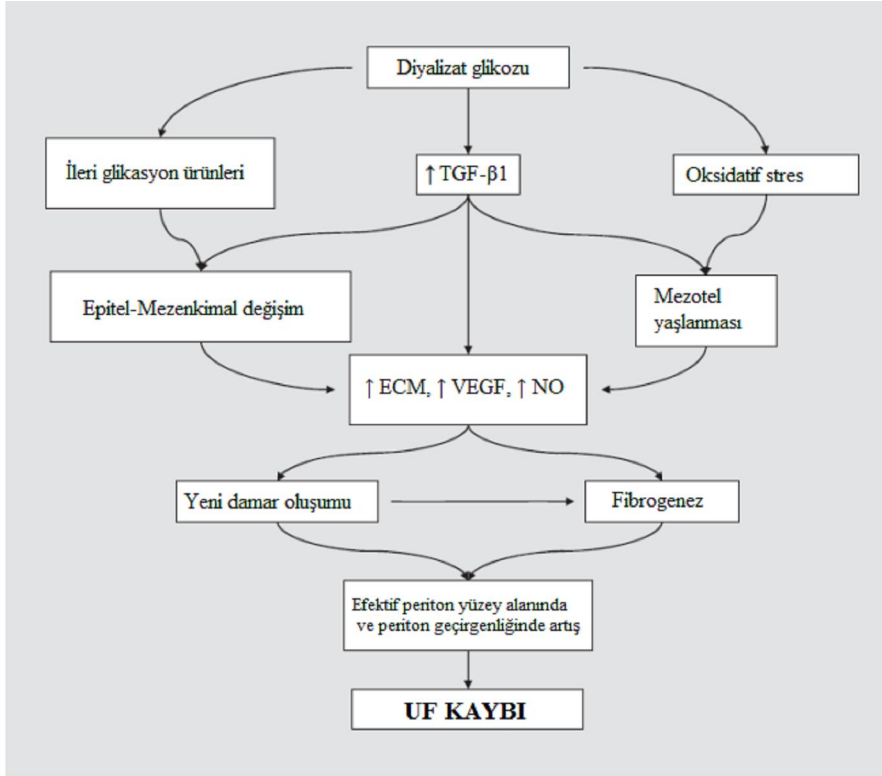 Diyalizat glikozu
İleri glikasyon ürünleri
↑ TGF-β1
Oksidatif stres
Epitel-Mezenkimal değişim
Mezotel
yaşlanması
↑ ECM, ↑ VEGF, ↑ NO
Yeni damar oluşumu
Fibrogenez
Efektif periton yüzey alanında
ve periton geçirgenliğinde artış
UF KAYBI